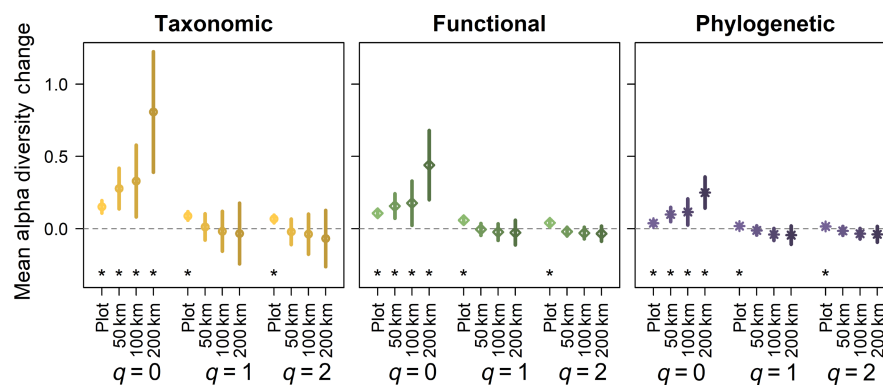 Taxonomic Functional Phylogenetic
Mean alpha diversity change
1.0
0.5
0.0
* * * * * * * * * * * * * * * * * *
Plot 50 km 100 km 200 km Plot 50 km 100 km 200 km Plot 50 km 100 km 200 km Plot 50 km 100 km 200 km Plot 50 km 100 km 200 km Plot 50 km 100 km 200 km Plot 50 km 100 km 200 km Plot 50 km 100 km 200 km Plot 50 km 100 km 200 km
q = 0 q = 1 q = 2 q = 0 q = 1 q = 2 q = 0 q = 1 q = 2